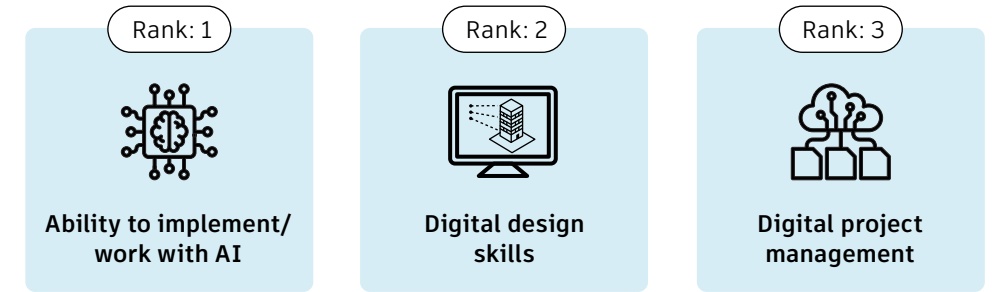 Rank: 1
Ability to implement/
work with AI
Rank: 2
Digital design
skills
Rank: 3
Digital project
management